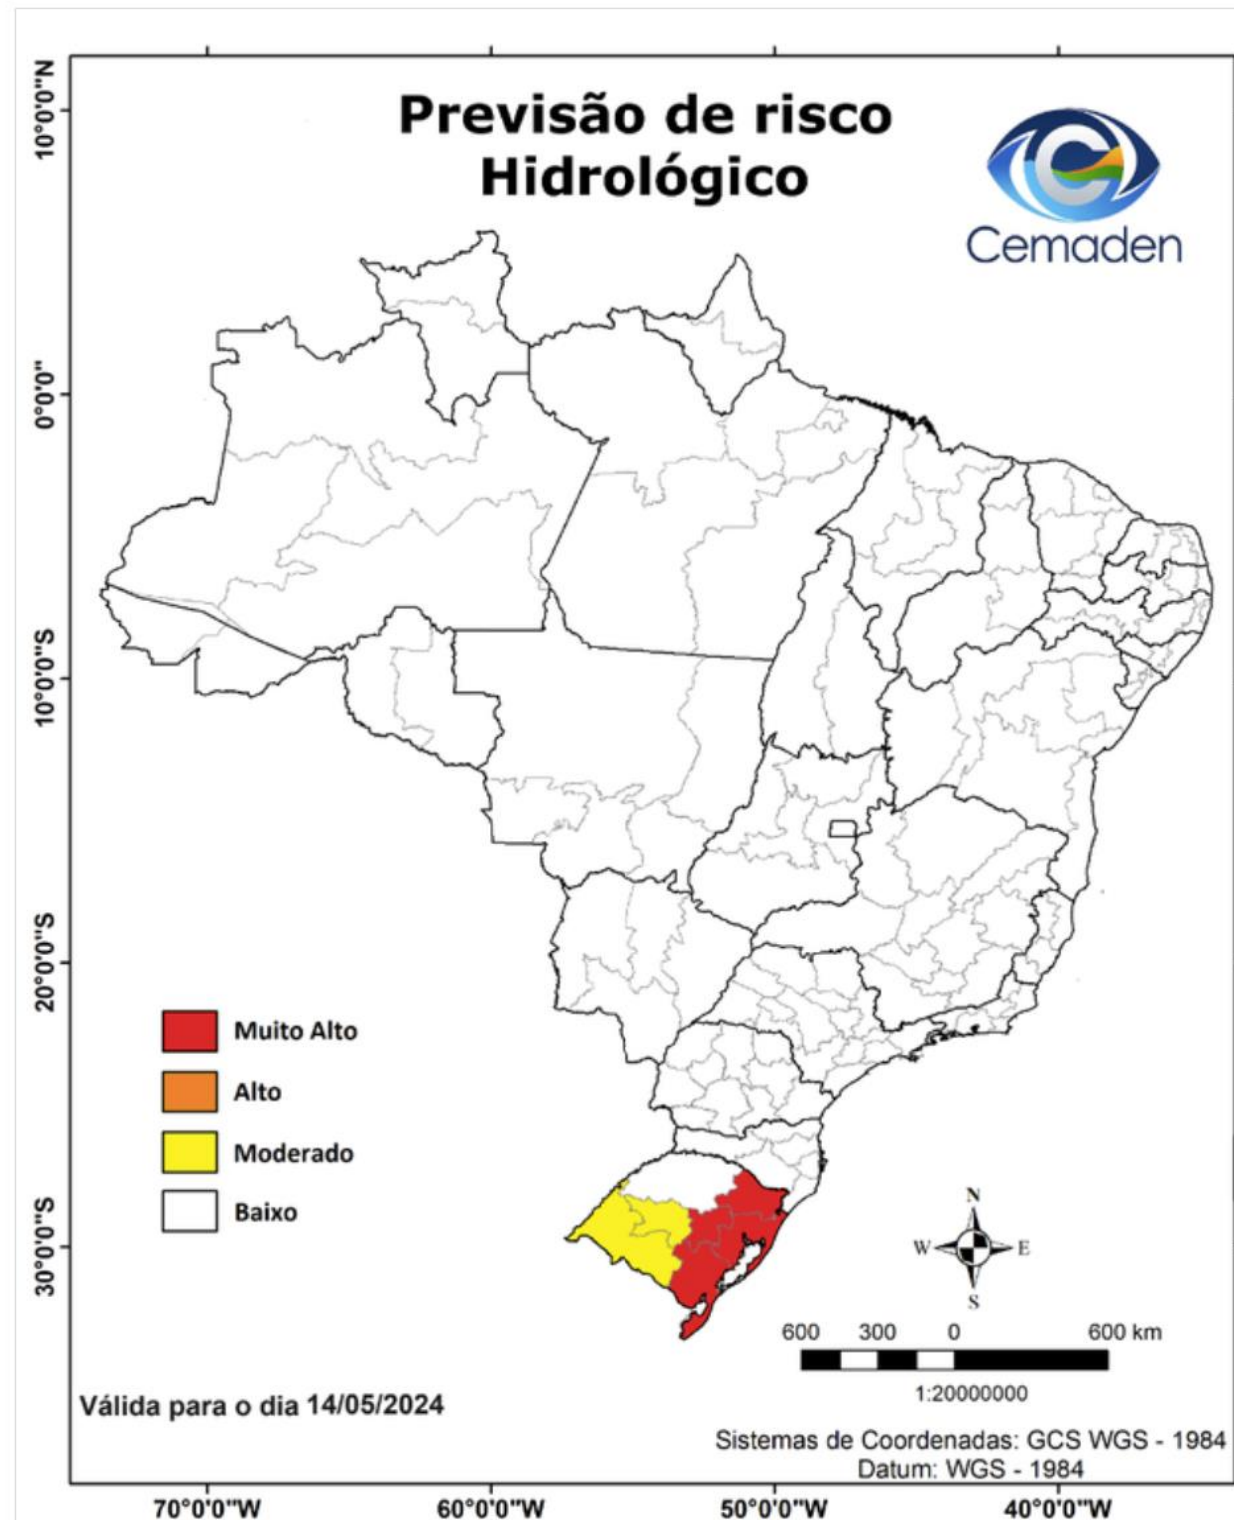 Previsão de risco
Hidrológico
Cemaden
10°0'0"N
0°0'0"
10°0'0"S
20°0'0"S
30°0'0"S
Muito Alto
Alto
Moderado
Baixo
N
W E
S
600 300 0 600 km
1:20000000
Válida para o dia 14/05/2024
Sistemas de Coordenadas: GCS WGS - 1984
Datum: WGS - 1984
70°0'0"W 60°0'0"W 50°0'0"W 40°0'0"W